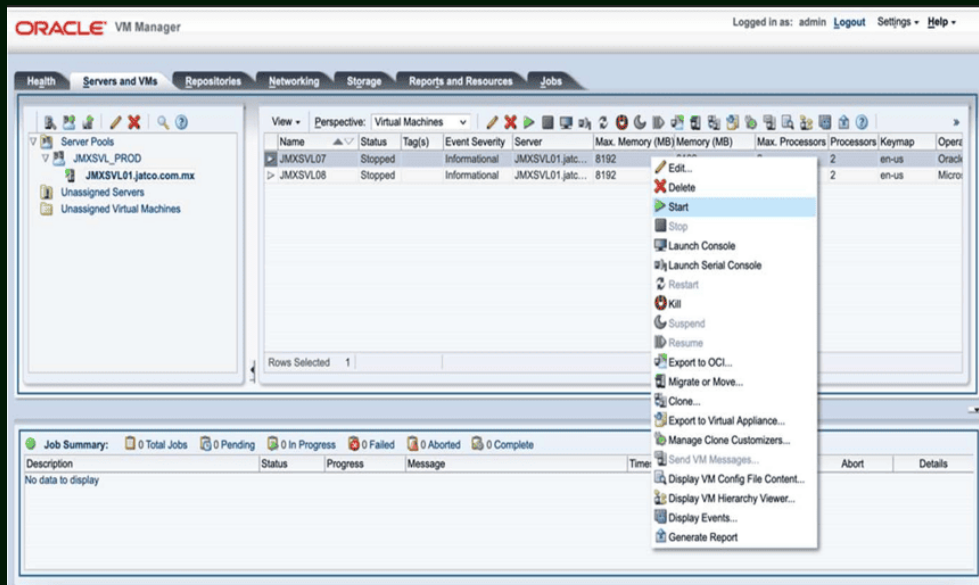 ORACLE VM Manager
Logged in as: admin Logout Settings Help
Health Servers and VMs Repositories Networking Storage Reports and Resources Jobs
View Perspective: Virtual Machines
Server Pools
JMXSVL_PROD
JMXSVL01.jatco.com.mx
Unassigned Servers
Unassigned Virtual Machines
Name Status Tag(s) Event Severity Server Max. Memory (MB) Memory (MB) Max. Processors Processors Keymap Opera
JMXSVL07 Stopped Informational JMXSVL01.jatc... 8192 2 en-us Oracl
JMXSVL08 Stopped Informational JMXSVL01.jatc... 8192 2 en-us Micro
Edit...
Delete
Start
Stop
Launch Console
Launch Serial Console
Restart
Kill
Suspend
Resume
Export to OCI...
Migrate or Move...
Clone...
Export to Virtual Appliance...
Manage Clone Customizers...
Send VM Messages...
Display VM Config File Content...
Display VM Hierarchy Viewer...
Display Events...
Generate Report
Rows Selected 1
Job Summary: 0 Total Jobs 0 Pending 0 In Progress 0 Failed 0 Aborted 0 Complete
Description Status Progress Message Time Abort Details
No data to display